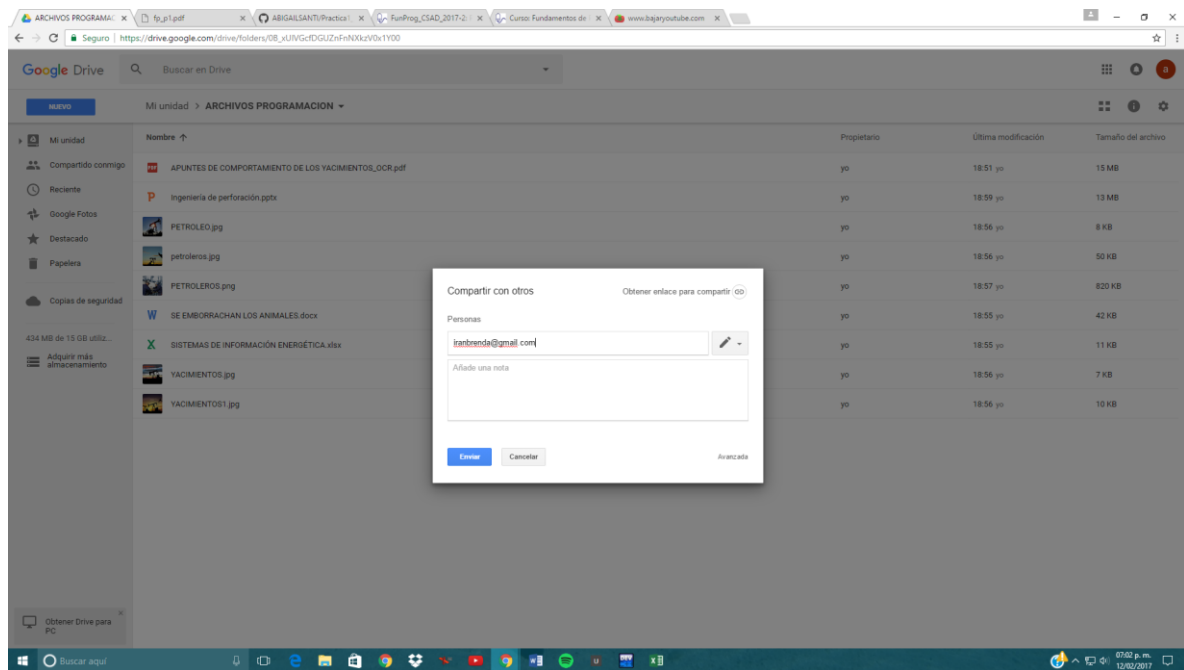 ARCHIVOS PROGRAMAC
fp_p1.pdf
ABIGAILSANTI/Practica
FunProg_CSAD_2017-2:
Curso: Fundamentos de
www.bajaryoutube.com
Seguro | https://drive.google.com/drive/folders/
Google Drive
Buscar en Drive
a
NUEVO
Mi unidad > ARCHIVOS PROGRAMACION
Mi unidad
Compartido conmigo
Reciente
Google Fotos
Destacado
Papelera
Copias de seguridad
434 MB de 15 GB utiliz...
Adquirir más
almacenamiento
Obtener Drive para
PC
Nombre Propietario Última modificación Tamaño del archivo
APUNTES DE COMPORTAMIENTO DE LOS YACIMIENTOS_OCR.pdf yo 18:51 yo 15 MB
Ingeniería de perforación.pptx yo 18:59 yo 13 MB
PETROLEO.jpg yo 18:56 yo 8 KB
petroleros.jpg yo 18:56 yo 50 KB
PETROLEROS.png yo 18:57 yo 820 KB
SE EMBORRACHAN LOS ANIMALES.docx yo 18:55 yo 42 KB
SISTEMAS DE INFORMACIÓN ENERGÉTICA.xlsx yo 18:55 yo 11 KB
YACIMIENTOS.jpg yo 18:56 yo 7 KB
YACIMIENTOS1.jpg yo 18:56 yo 10 KB
Compartir con otros
Obtener enlace para compartir
Personas
iranbrenda@gmail.com
Añade una nota
Enviar
Cancelar
Avanzada
Buscar aquí
07:02 p. m.
12/02/2017